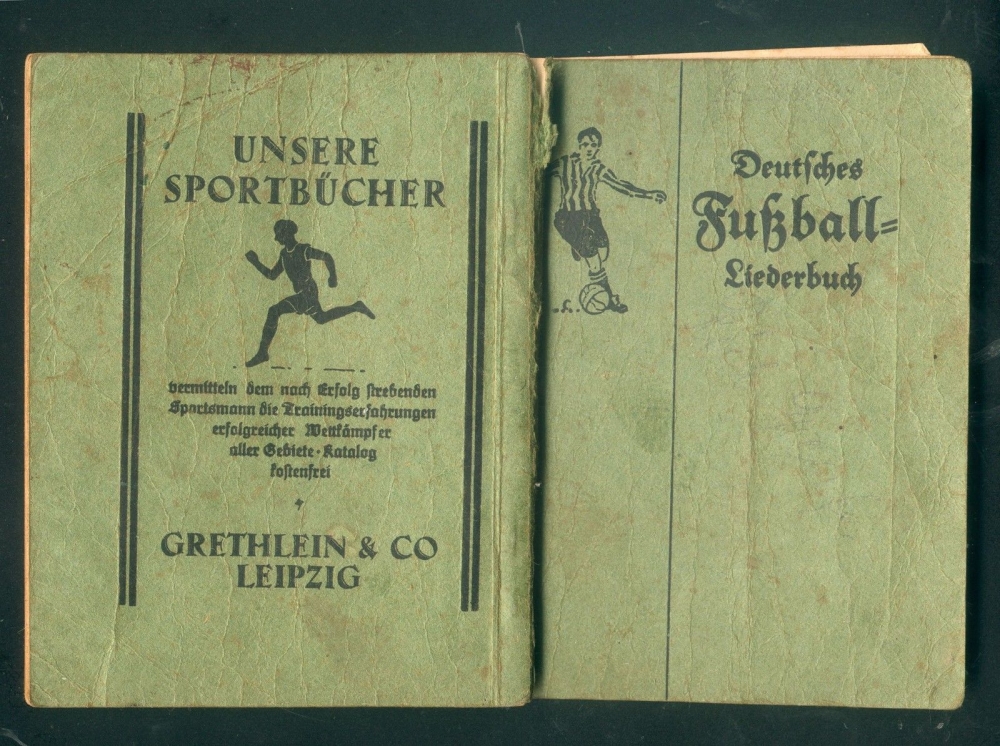 UNSERE
SPORTBÜCHER
vermitteln dem nach Erfolg strebenden
Sportsmann die Trainingserfahrungen
erfolgreicher Wettkämpfer
aller Gebiete · Katalog
kostenfrei
GRETHLEIN & CO
LEIPZIG
Deutsches
Fußball-
Liederbuch